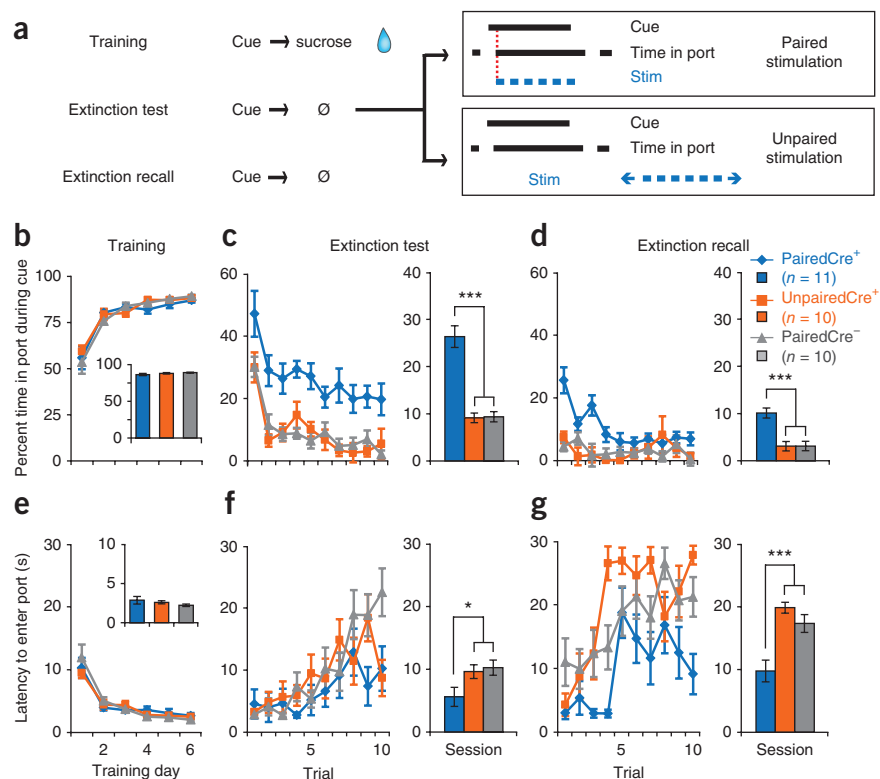 a
Training Cue → sucrose
Extinction test Cue → Ø
Extinction recall Cue → Ø
Cue
Time in port
Stim
Paired
stimulation
Cue
Time in port
Stim
Unpaired
stimulation
b Training
c Extinction test
d Extinction recall
Percent time in port during cue
100
75
50
25
0
100
50
0
60
40
20
0
40
30
20
10
0
***
60
40
20
0
40
30
20
10
0
***
PairedCre+
(n = 11)
UnpairedCre+
(n = 10)
PairedCre−
(n = 10)
e
f
g
Latency to enter port (s)
30
20
10
0
10
5
0
2 4 6
Training day
30
20
10
0
5 10
Trial
30
20
10
0
*
Session
30
20
10
0
5 10
Trial
30
20
10
0
***
Session